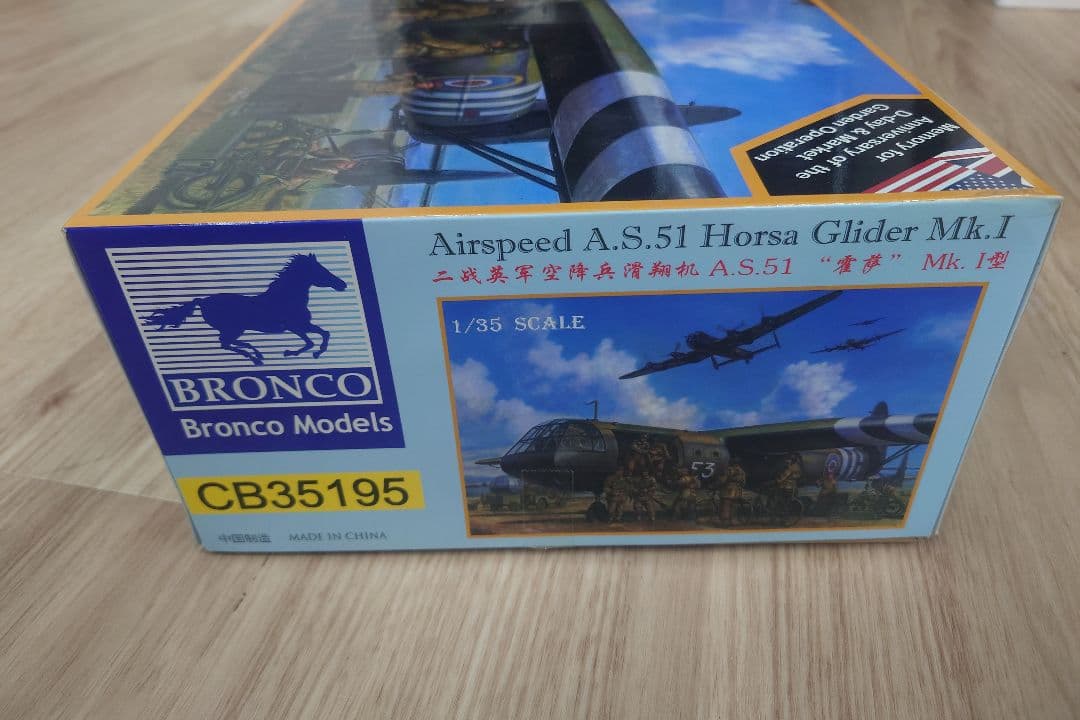 Memory for
Anniversary of the
D-day & Market
Garden Operation
Airspeed A.S.51 Horsa Glider Mk.I
二战英军空降兵滑翔机 A.S.51 “霍萨” Mk. I型
1/35 SCALE
53
BRONCO
Bronco Models
CB35195
中国制造 MADE IN CHINA